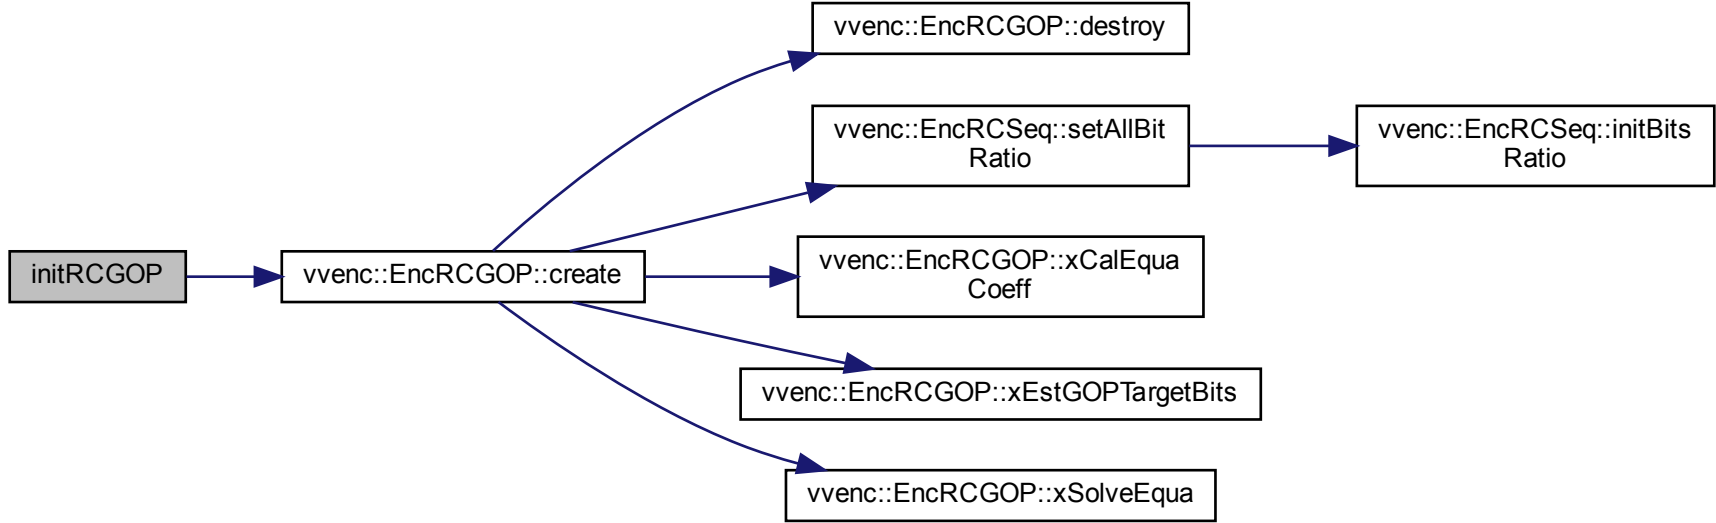 initRCGOP
vvenc::EncRCGOP::create
vvenc::EncRCGOP::destroy
vvenc::EncRCSeq::setAllBit
Ratio
vvenc::EncRCSeq::initBits
Ratio
vvenc::EncRCGOP::xCalEqua
Coeff
vvenc::EncRCGOP::xEstGOPTargetBits
vvenc::EncRCGOP::xSolveEqua